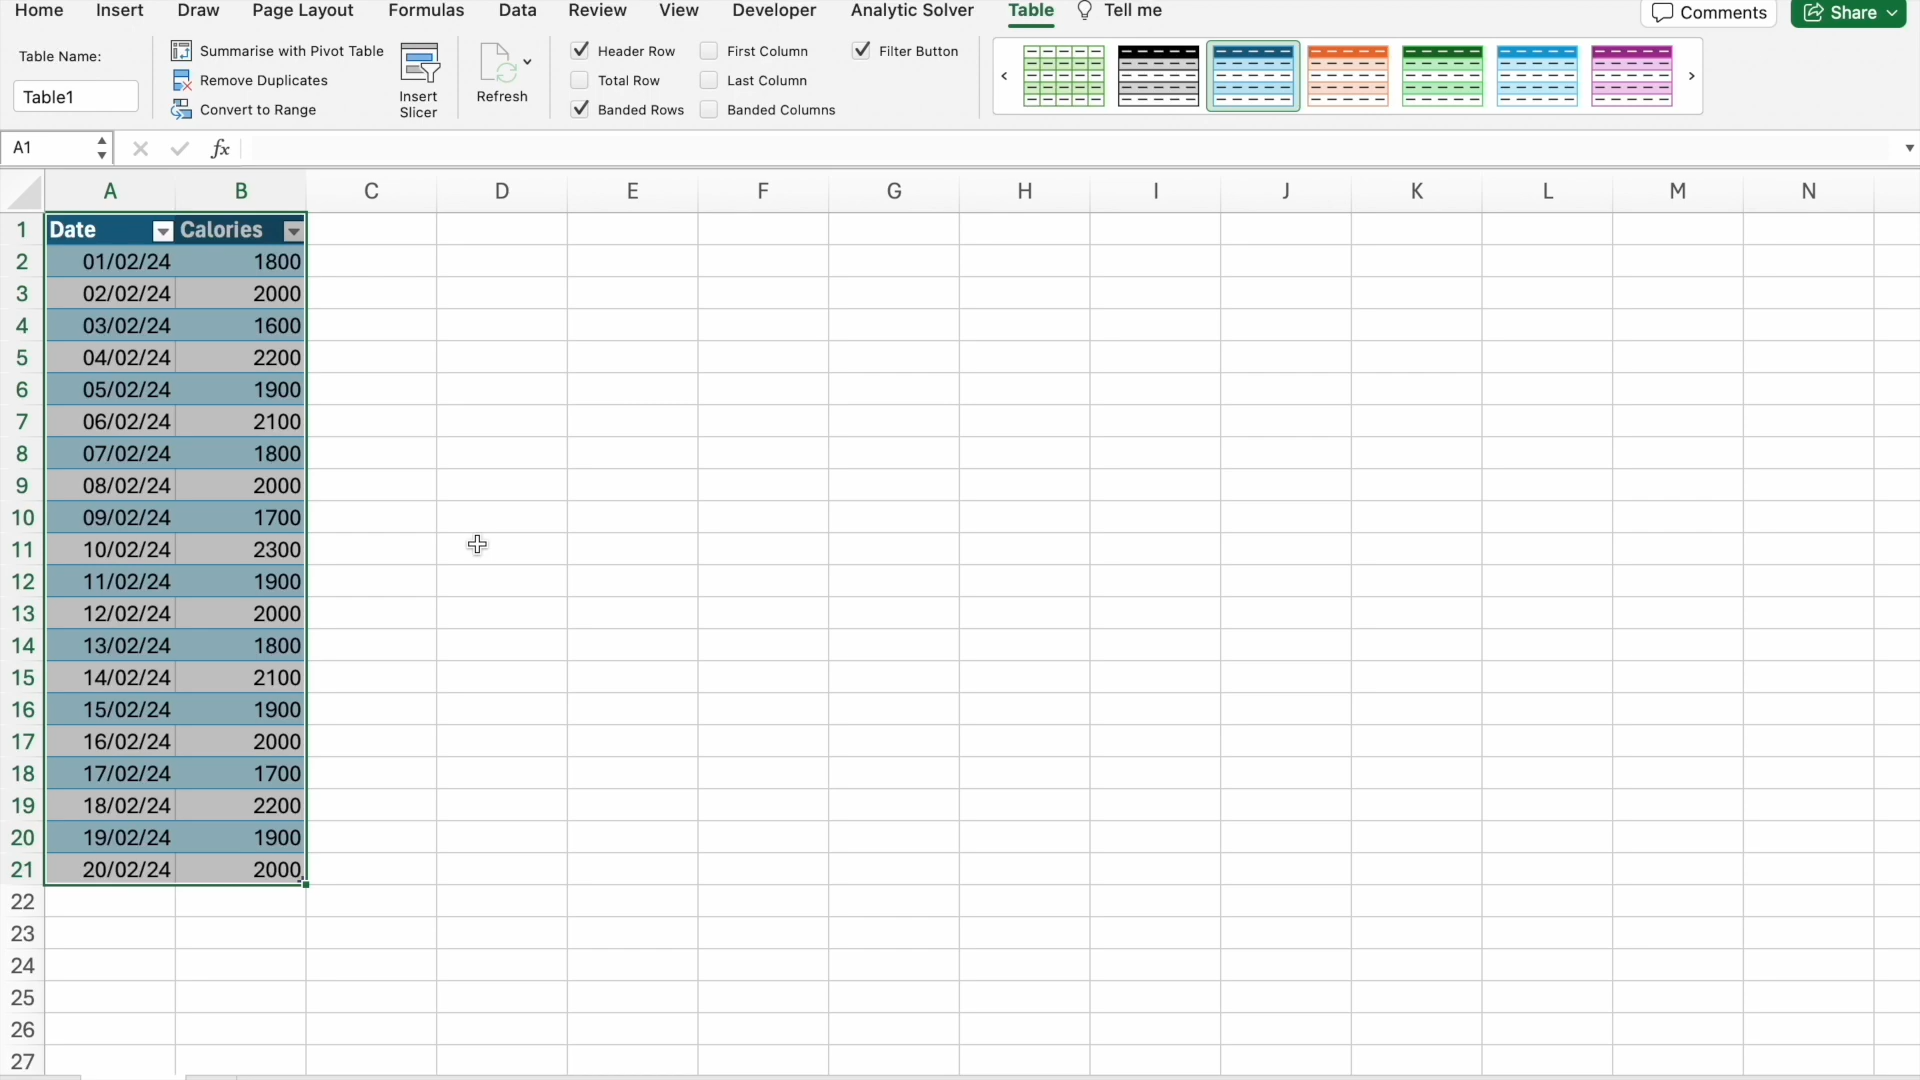 Home Insert Draw Page Layout Formulas Data Review View Developer Analytic Solver Table Tell me Comments Share
Table Name:
Table1
Summarise with Pivot Table
Remove Duplicates
Convert to Range
Insert
Slicer
Refresh
Header Row First Column Filter Button
Total Row Last Column
Banded Rows Banded Columns
A1 fx
A B C D E F G H I J K L M N
1 Date Calories
2 01/02/24 1800
3 02/02/24 2000
4 03/02/24 1600
5 04/02/24 2200
6 05/02/24 1900
7 06/02/24 2100
8 07/02/24 1800
9 08/02/24 2000
10 09/02/24 1700
11 10/02/24 2300
12 11/02/24 1900
13 12/02/24 2000
14 13/02/24 1800
15 14/02/24 2100
16 15/02/24 1900
17 16/02/24 2000
18 17/02/24 1700
19 18/02/24 2200
20 19/02/24 1900
21 20/02/24 2000
22
23
24
25
26
27